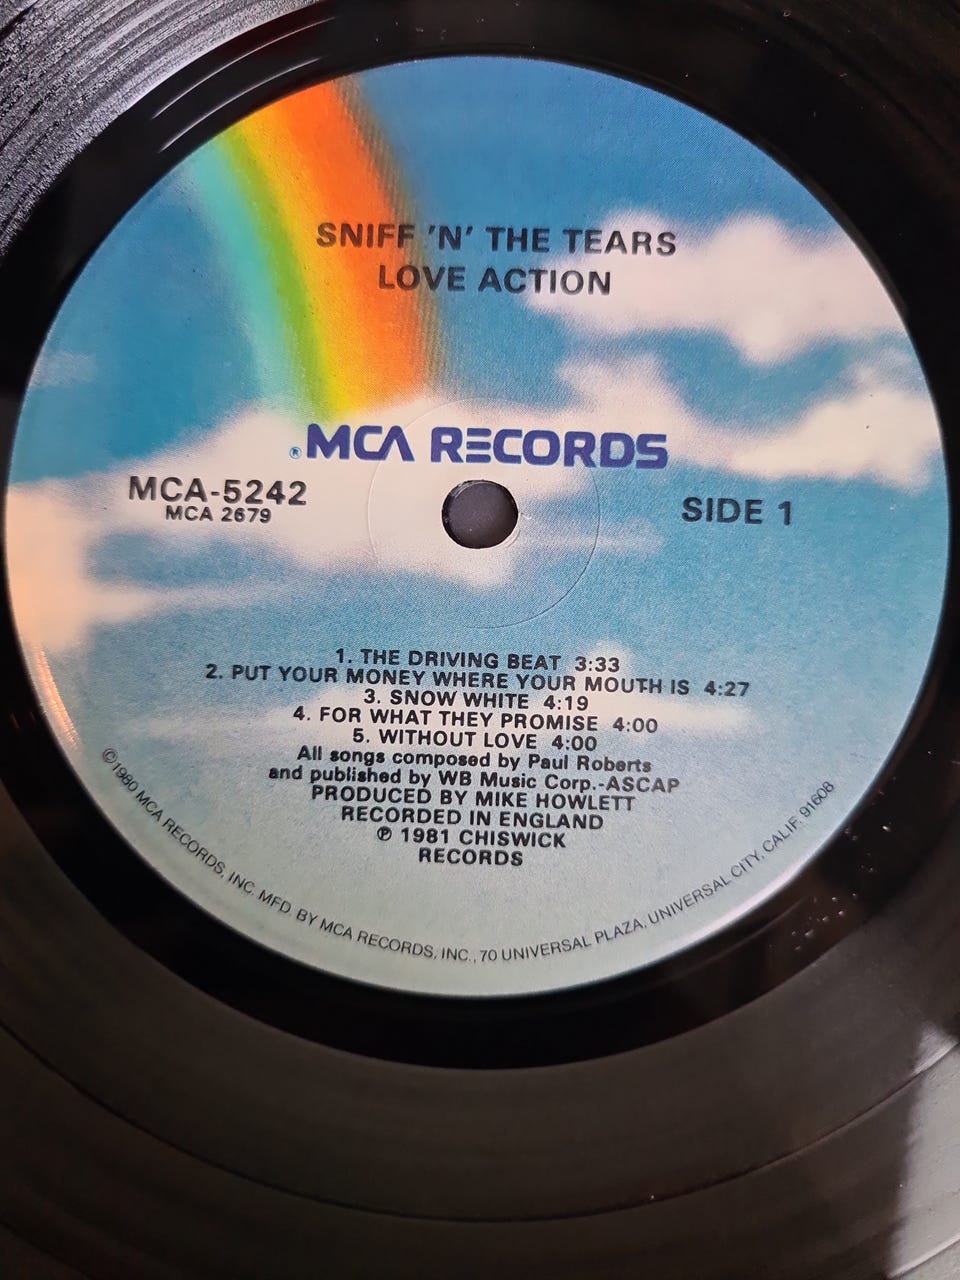 SNIFF 'N' THE TEARS
LOVE ACTION
® MCA RECORDS
MCA-5242
MCA 2679
SIDE 1
1. THE DRIVING BEAT 3:33
2. PUT YOUR MONEY WHERE YOUR MOUTH IS 4:27
3. SNOW WHITE 4:19
4. FOR WHAT THEY PROMISE 4:00
5. WITHOUT LOVE 4:00
All songs composed by Paul Roberts
and published by WB Music Corp.-ASCAP
PRODUCED BY MIKE HOWLETT
RECORDED IN ENGLAND
℗ 1981 CHISWICK
RECORDS
©1980 MCA RECORDS, INC. MFD. BY MCA RECORDS, INC., 70 UNIVERSAL PLAZA, UNIVERSAL CITY, CALIF. 91608